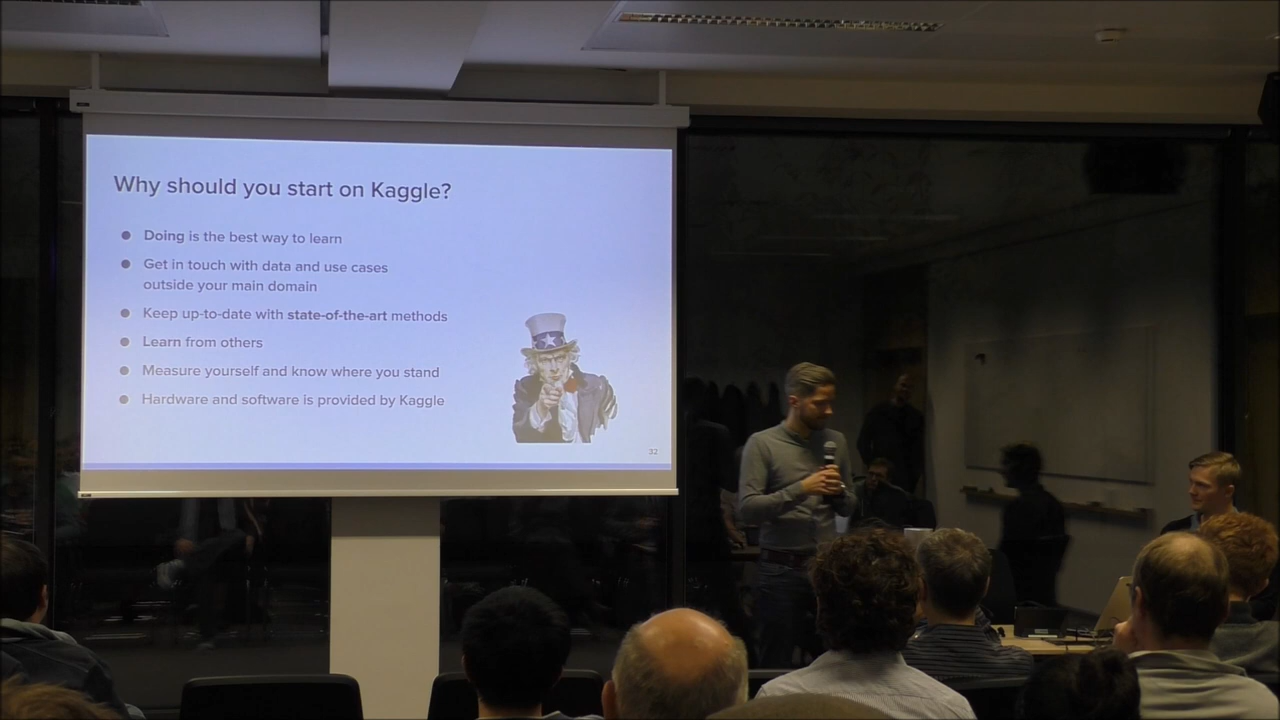 Why should you start on Kaggle?
● Doing is the best way to learn
● Get in touch with data and use cases
outside your main domain
● Keep up-to-date with state-of-the-art methods
● Learn from others
● Measure yourself and know where you stand
● Hardware and software is provided by Kaggle
32